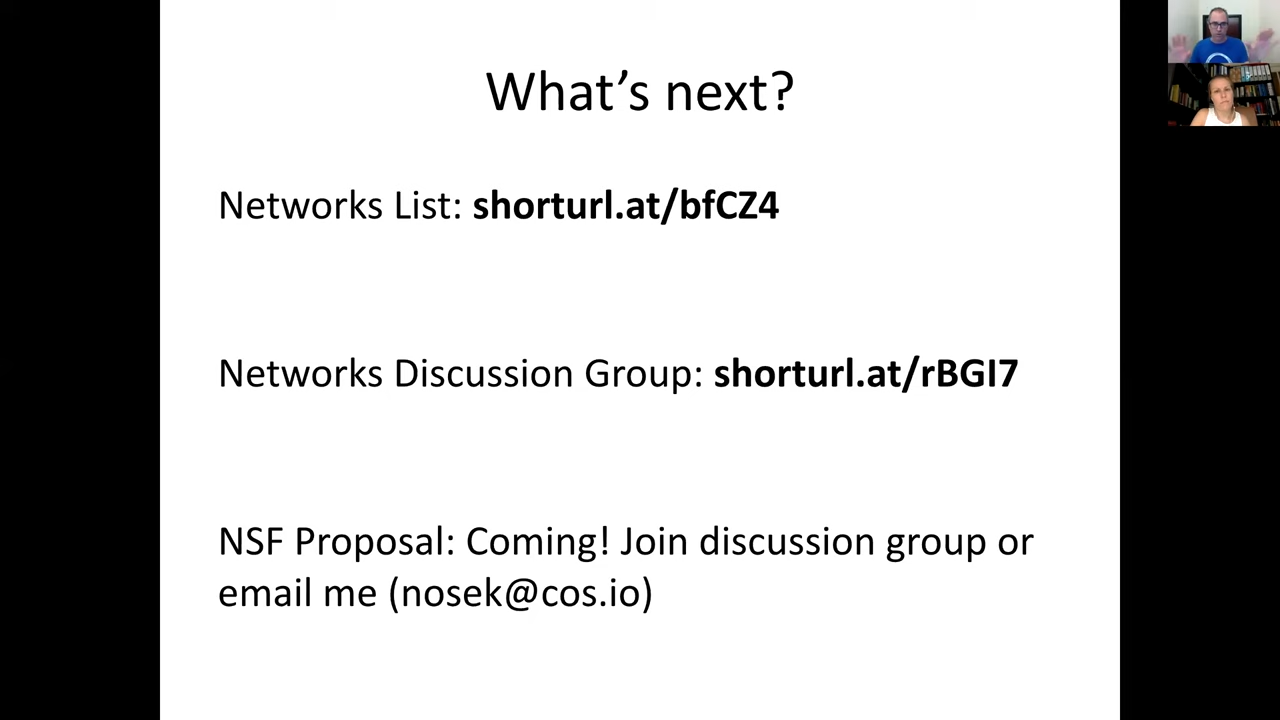 What's next?
Networks List: shorturl.at/bfCZ4
Networks Discussion Group: shorturl.at/rBGI7
NSF Proposal: Coming! Join discussion group or
email me (nosek@cos.io)